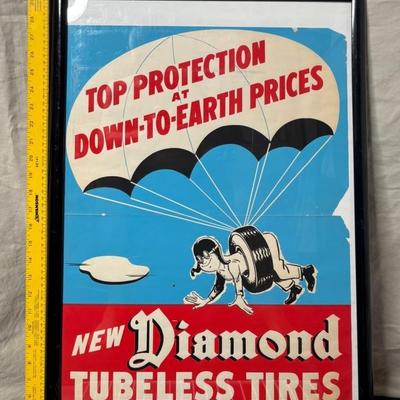 TOP PROTECTION
AT
DOWN-TO-EARTH PRICES
NEW Diamond
TUBELESS TIRES